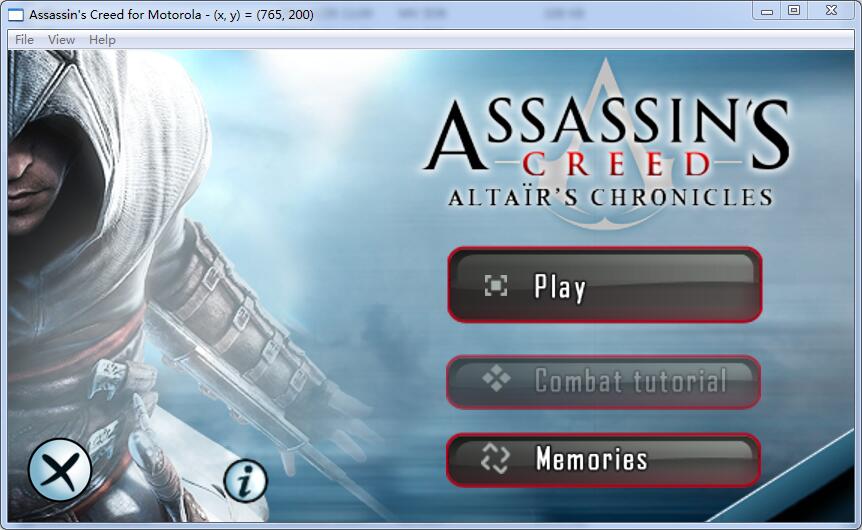 Assassin's Creed for Motorola - (x, y) = (765, 200)
File View Help
ASSASSIN'S
CREED
ALTAÏR'S CHRONICLES
Play
Combat tutorial
Memories
i